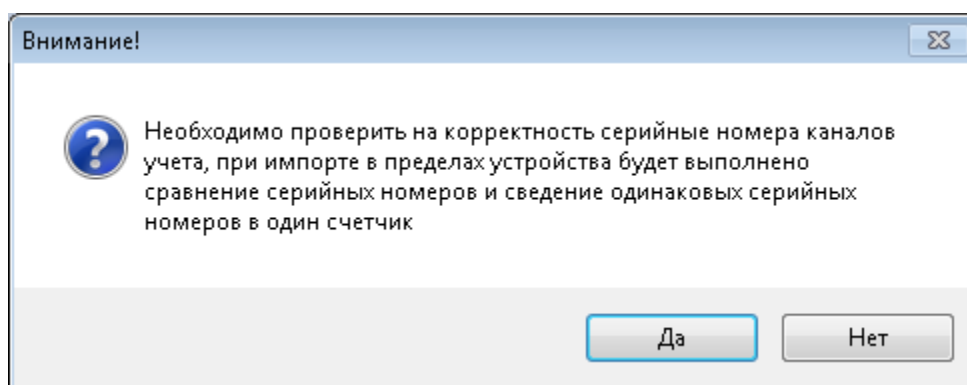 Внимание!
Необходимо проверить на корректность серийные номера каналов
учета, при импорте в пределах устройства будет выполнено
сравнение серийных номеров и сведение одинаковых серийных
номеров в один счетчик
Да
Нет